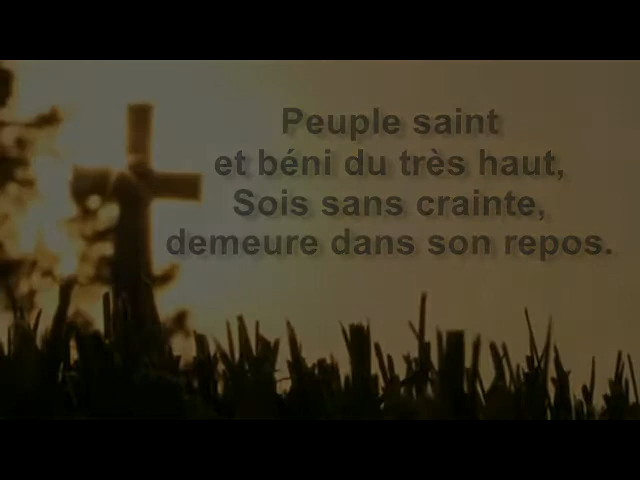 Peuple saint
et béni du très haut,
Sois sans crainte,
demeure dans son repos.